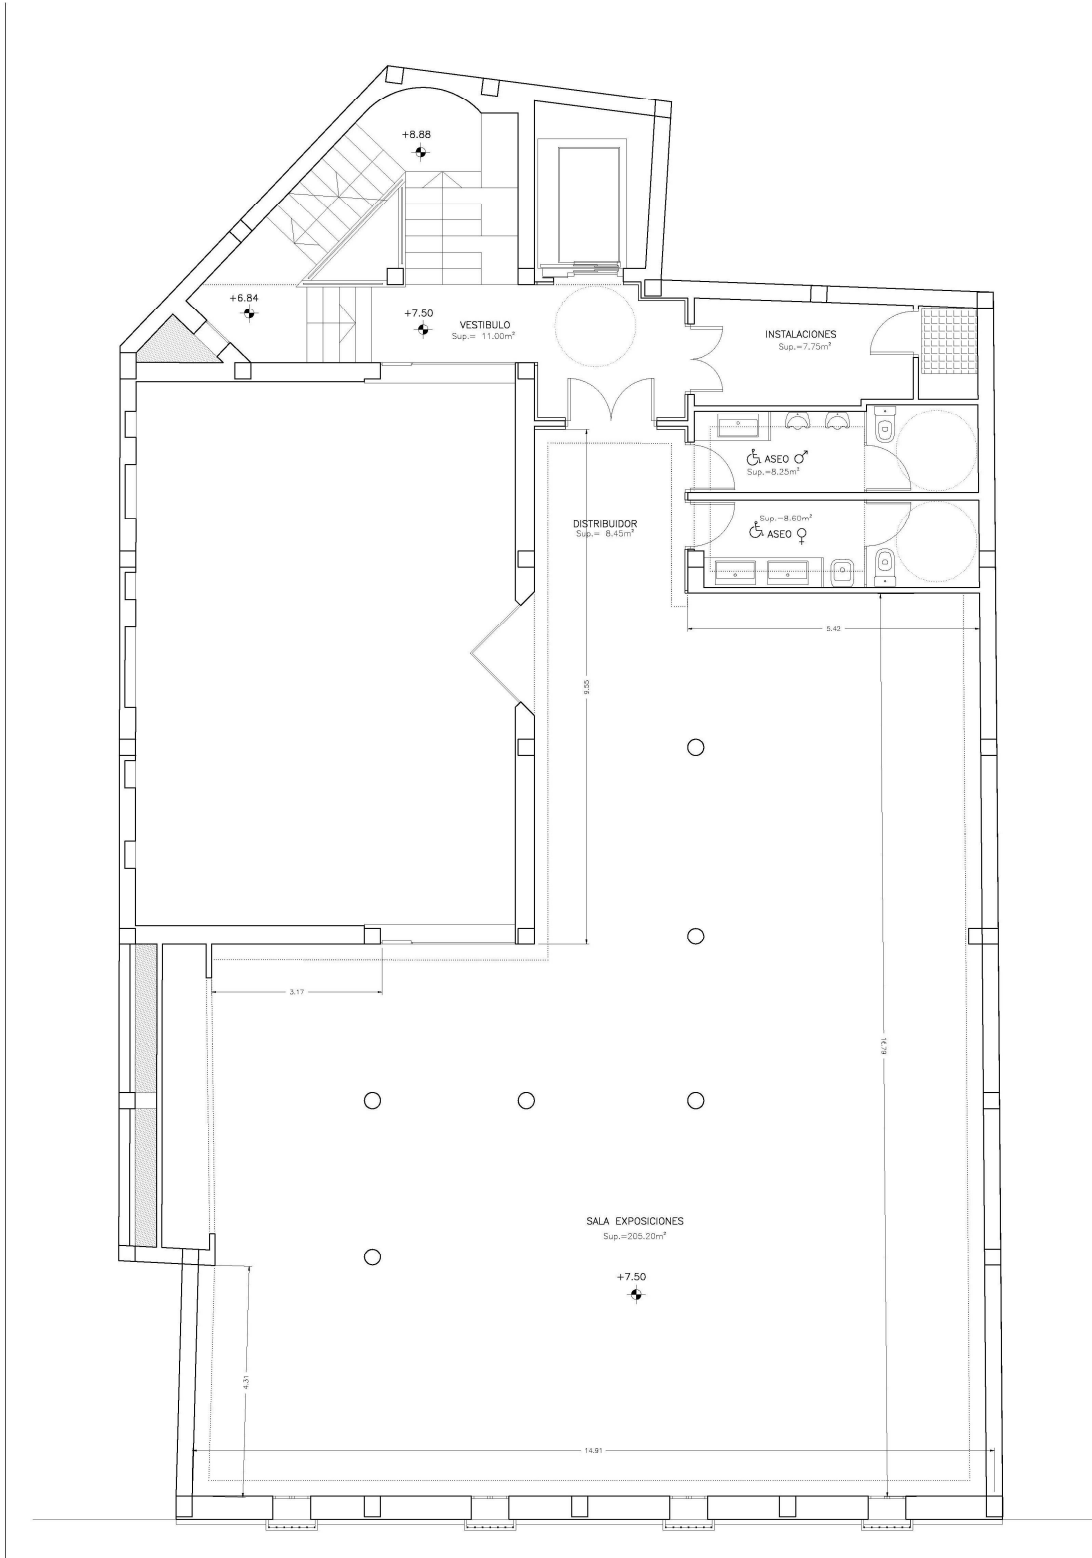 +8.88
+6.84
+7.50
VESTIBULO
Sup.= 11.00m²
INSTALACIONES
Sup.=7.75m²
ASEO ♂
Sup.=8.25m²
DISTRIBUIDOR
Sup.= 8.45m²
Sup.=8.60m²
ASEO ♀
5.42
9.55
3.17
16.79
SALA EXPOSICIONES
Sup.=205.20m²
+7.50
4.31
14.91